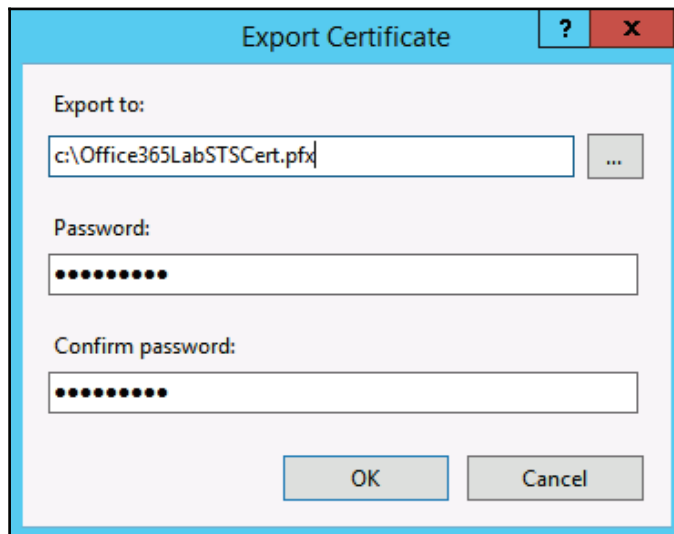 Export Certificate
?
x
Export to:
c:\Office365LabSTSCert.pfx
...
Password:
●●●●●●●●●
Confirm password:
●●●●●●●●●
OK
Cancel